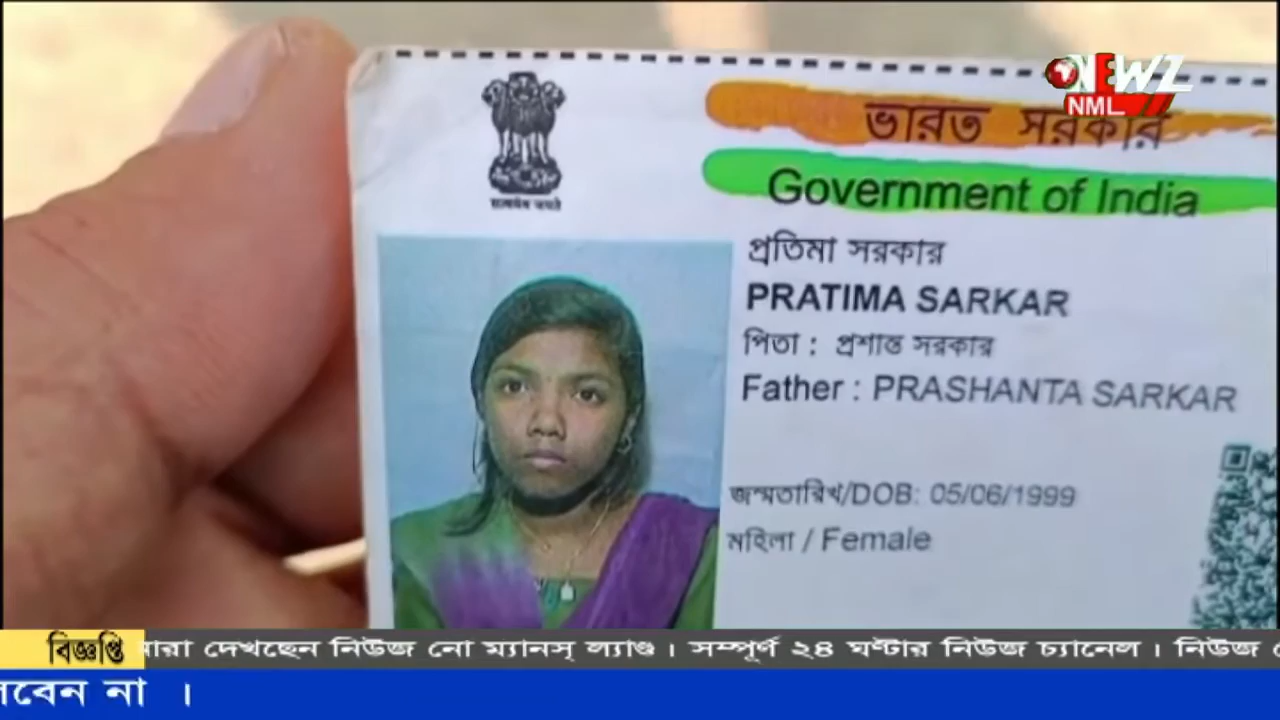 NEWZ
NML
ভারত সরকার
Government of India
প্রতিমা সরকার
PRATIMA SARKAR
পিতা : প্রশান্ত সরকার
Father : PRASHANTA SARKAR
জন্মতারিখ/DOB: 05/06/1999
মহিলা / Female
বিজ্ঞপ্তি
দেখছেন নিউজ নো ম্যানস্ ল্যাণ্ড । সম্পূর্ণ ২৪ ঘণ্টার নিউজ চ্যানেল । নিউজ
না ।